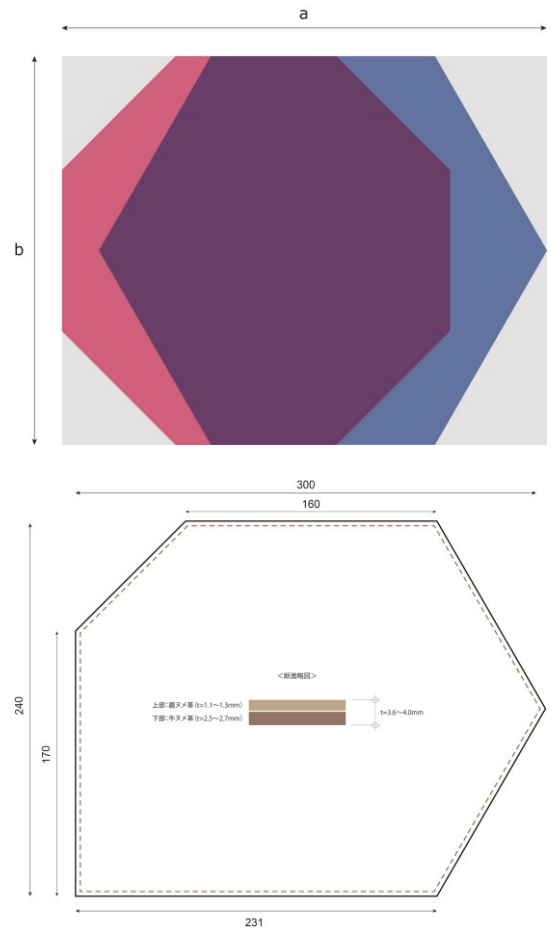 a
b
300
160
240
170
<断面略図>
上部:鹿ヌメ革(t=1.1~1.3mm)
下部:牛ヌメ革(t=2.5~2.7mm)
t=3.6~4.0mm
231